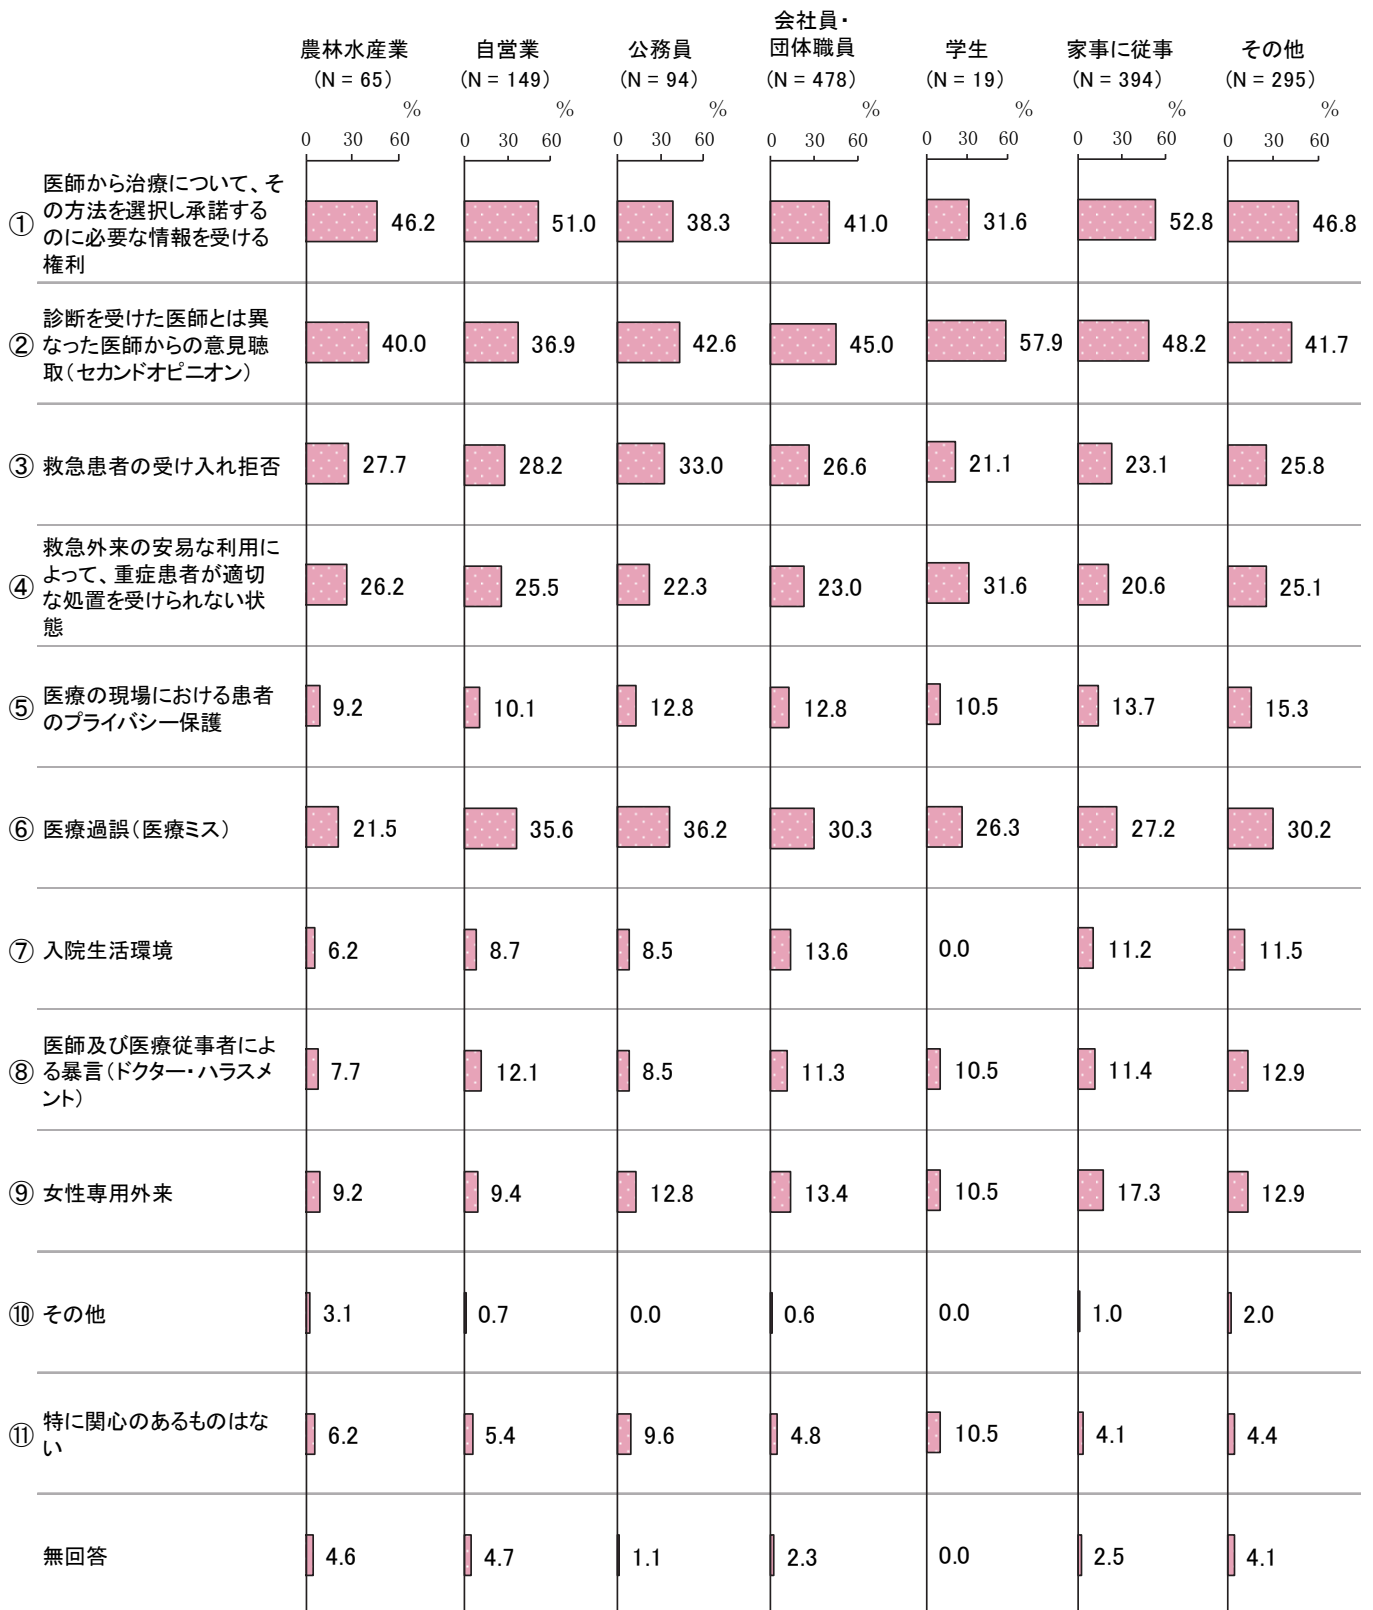 農林水産業
（N = 65）
自営業
（N = 149）
公務員
（N = 94）
会社員・
団体職員
（N = 478）
学生
（N = 19）
家事に従事
（N = 394）
その他
（N = 295）
% % % % % % %
0 30 60 0 30 60 0 30 60 0 30 60 0 30 60 0 30 60 0 30 60
① 医師から治療について、そ
の方法を選択し承諾する
のに必要な情報を受ける
権利
46.2 51.0 38.3 41.0 31.6 52.8 46.8
② 診断を受けた医師とは異
なった医師からの意見聴
取（セカンドオピニオン）
40.0 36.9 42.6 45.0 57.9 48.2 41.7
③ 救急患者の受け入れ拒否
27.7 28.2 33.0 26.6 21.1 23.1 25.8
④ 救急外来の安易な利用に
よって、重症患者が適切
な処置を受けられない状
態
26.2 25.5 22.3 23.0 31.6 20.6 25.1
⑤ 医療の現場における患者
のプライバシー保護
9.2 10.1 12.8 12.8 10.5 13.7 15.3
⑥ 医療過誤（医療ミス）
21.5 35.6 36.2 30.3 26.3 27.2 30.2
⑦ 入院生活環境
6.2 8.7 8.5 13.6 0.0 11.2 11.5
⑧ 医師及び医療従事者によ
る暴言（ドクター・ハラスメ
ント）
7.7 12.1 8.5 11.3 10.5 11.4 12.9
⑨ 女性専用外来
9.2 9.4 12.8 13.4 10.5 17.3 12.9
⑩ その他
3.1 0.7 0.0 0.6 0.0 1.0 2.0
⑪ 特に関心のあるものはな
い
6.2 5.4 9.6 4.8 10.5 4.1 4.4
無回答
4.6 4.7 1.1 2.3 0.0 2.5 4.1